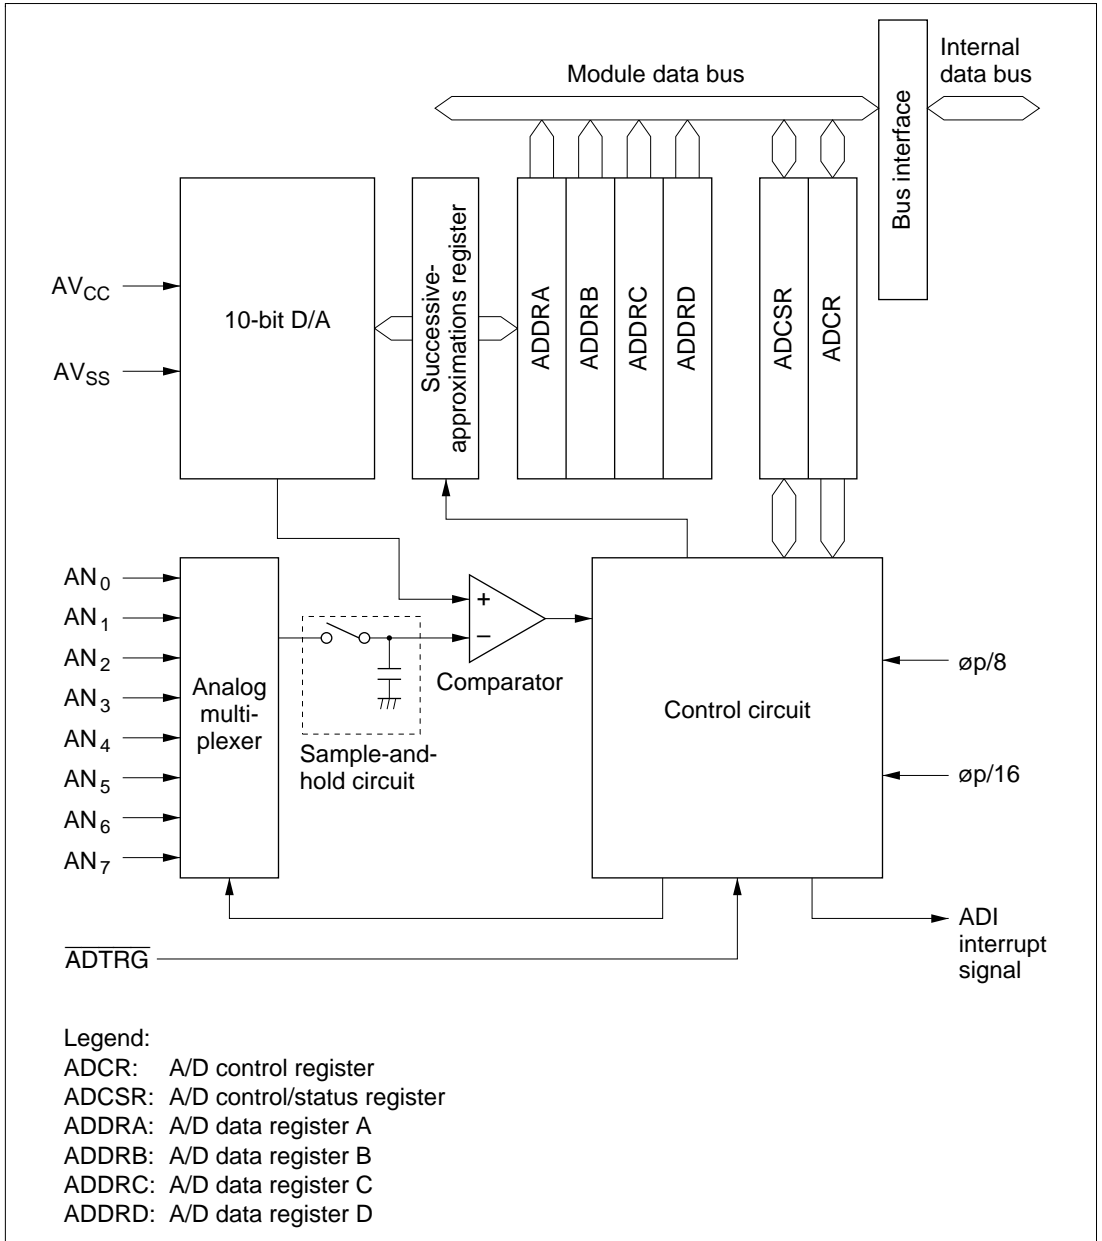 Module data bus
Internal
data bus
Bus interface
AVCC
AVSS
10-bit D/A
Successive-
approximations register
ADDRA
ADDRB
ADDRC
ADDRD
ADCSR
ADCR
AN0
AN1
AN2
AN3
AN4
AN5
AN6
AN7
Analog
multi-
plexer
Sample-and-
hold circuit
+
−
Comparator
Control circuit
øp/8
øp/16
ADTRG
ADI
interrupt
signal
Legend:
ADCR: A/D control register
ADCSR: A/D control/status register
ADDRA: A/D data register A
ADDRB: A/D data register B
ADDRC: A/D data register C
ADDRD: A/D data register D